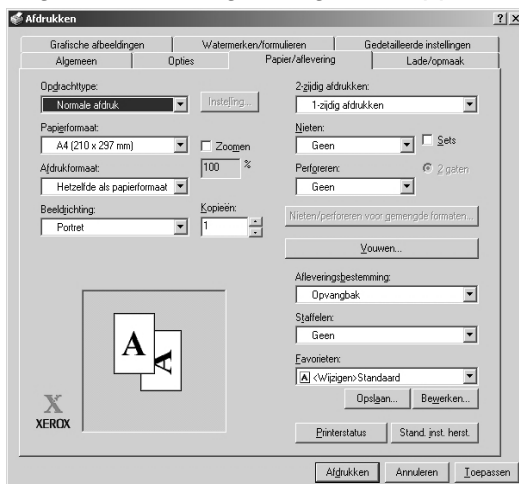 Afdrukken
Grafische afbeeldingen
Watermerken/formulieren
Gedetailleerde instellingen
Algemeen
Opties
Papier/aflevering
Lade/opmaak
Opdrachttype:
Normale afdruk
Instelling...
Papierformaat:
A4 (210 x 297 mm)
Zoomen
100 %
Afdrukformaat:
Hetzelfde als papierformaat
Beeldrichting:
Portret
Kopieën:
1
A
A
X
XEROX
2-zijdig afdrukken:
1-zijdig afdrukken
Nieten:
Geen
Sets
Perforeren:
Geen
2 gaten
Nieten/perforeren voor gemengde formaten...
Vouwen...
Afleveringsbestemming:
Opvangbak
Staffelen:
Geen
Favorieten:
A <Wijzigen>Standaard
Opslaan...
Bewerken...
Printerstatus
Stand. inst. herst.
Afdrukken
Annuleren
Toepassen